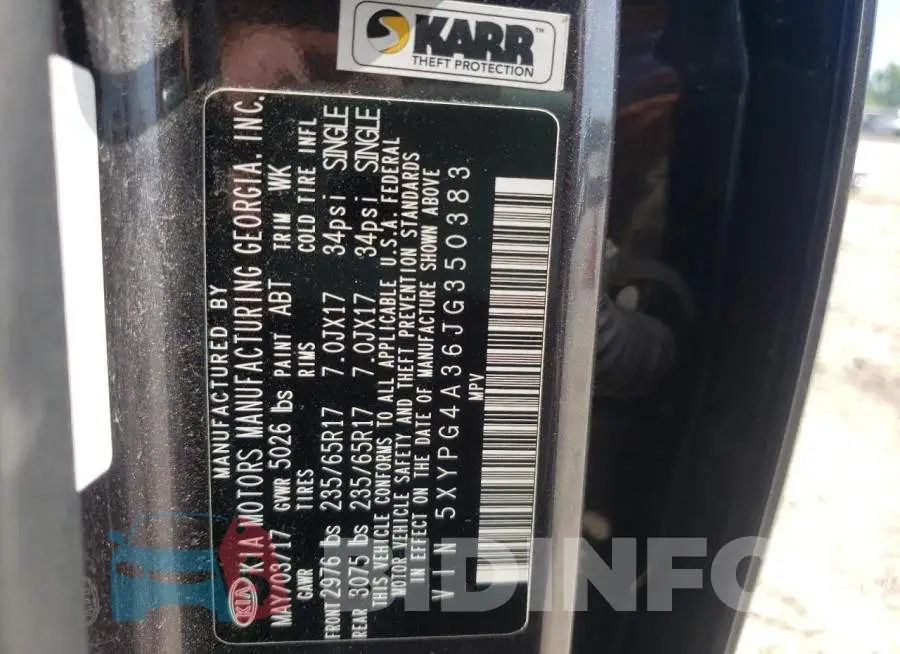 KARR™
THEFT PROTECTION
MANUFACTURED BY
KIA KIA MOTORS MANUFACTURING GEORGIA. INC.
MAY/03/17 GVWR 5026 lbs PAINT ABT TRIM WK
GAWR TIRES RIMS COLD TIRE INFL
FRONT 2976 lbs 235/65R17 7.0JX17 34psi SINGLE
REAR 3075 lbs 235/65R17 7.0JX17 34psi SINGLE
THIS VEHICLE CONFORMS TO ALL APPLICABLE U.S.A. FEDERAL
MOTOR VEHICLE SAFETY AND THEFT PREVENTION STANDARDS
IN EFFECT ON THE DATE OF MANUFACTURE SHOWN ABOVE
VIN 5XYPG4A36JG350383
MPV
BIDINFO